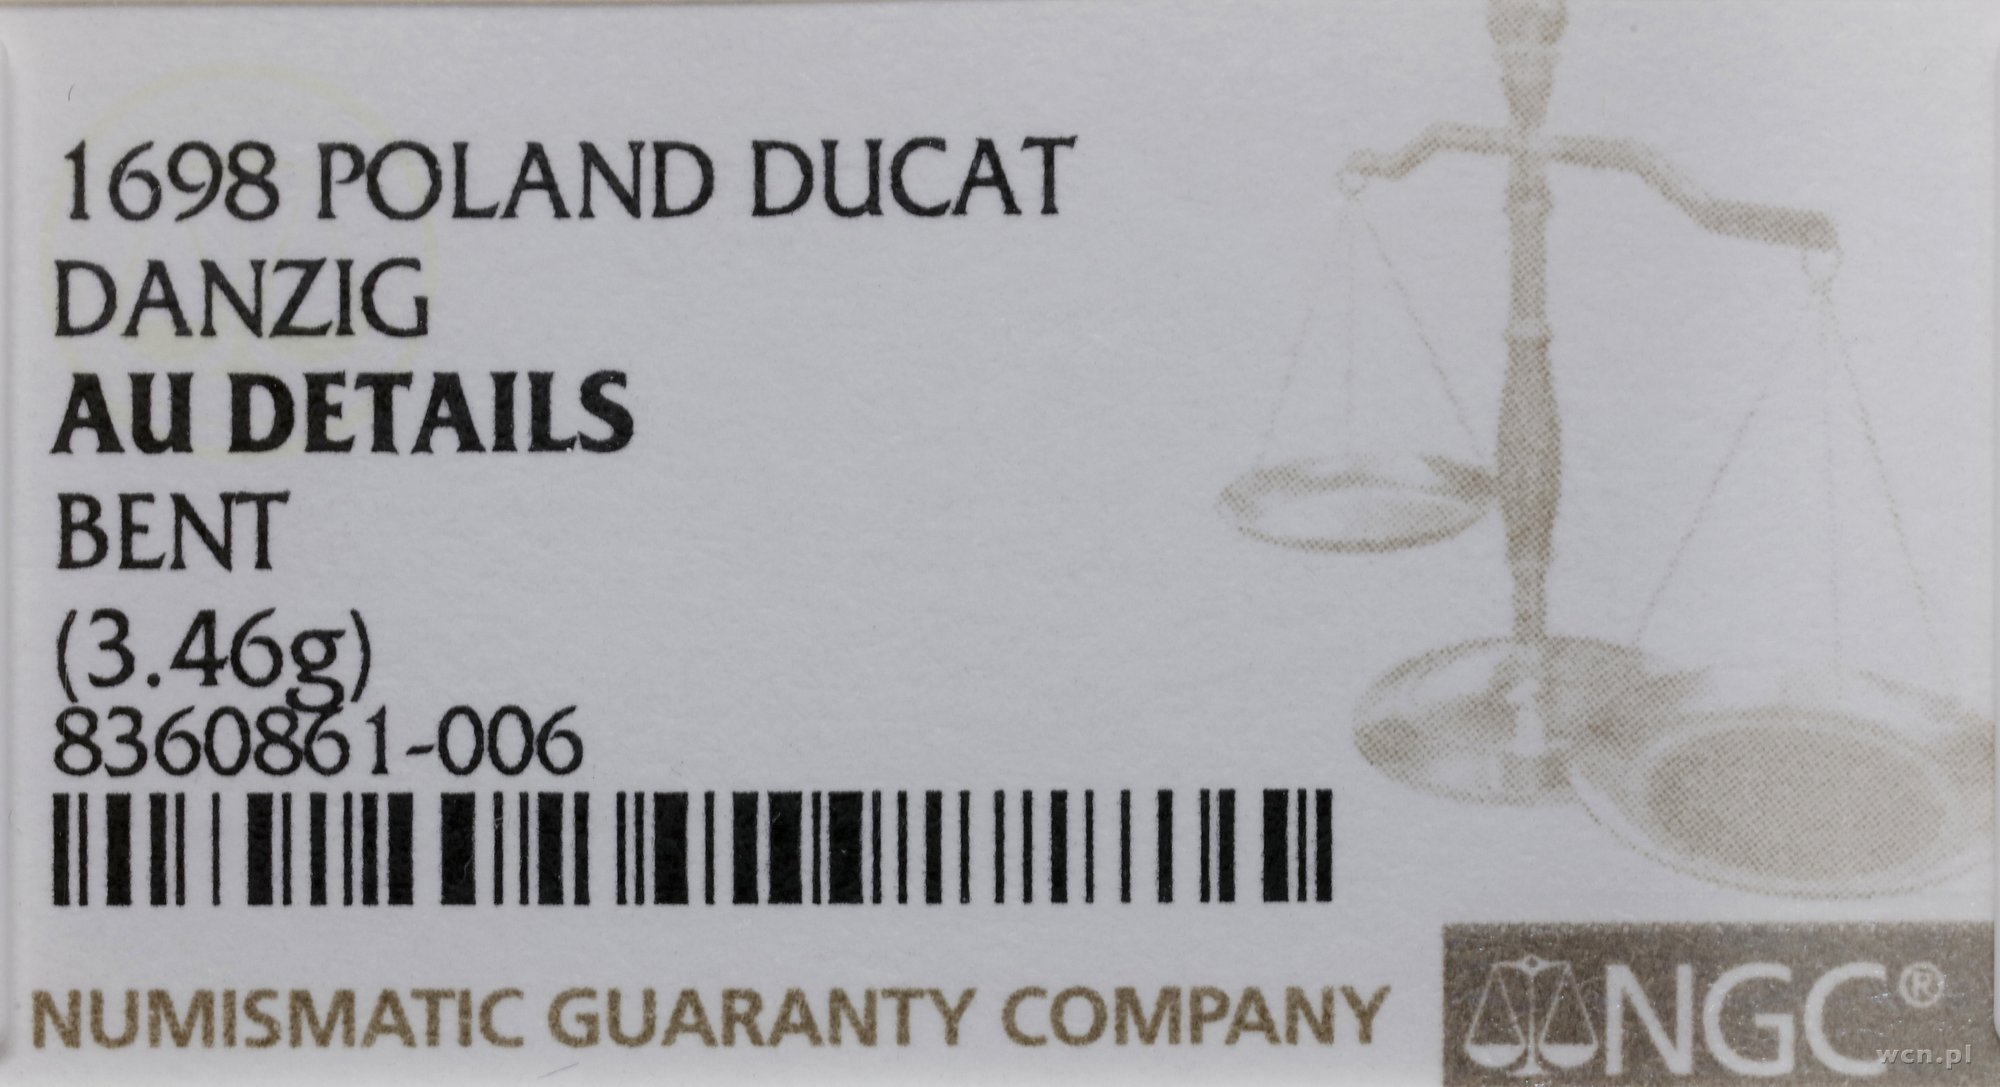 1698 POLAND DUCAT
DANZIG
AU DETAILS
BENT
(3.46g)
8360861-006
NUMISMATIC GUARANTY COMPANY
NGC®
wcn.pl